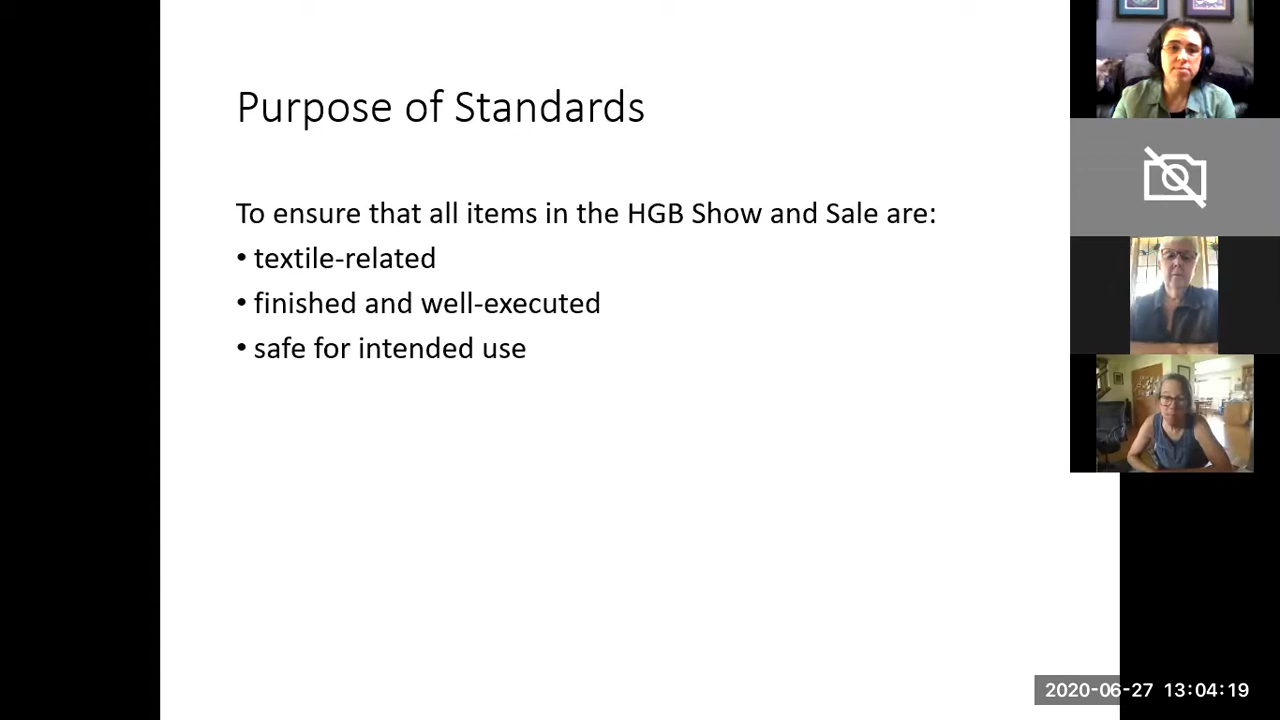 Purpose of Standards
To ensure that all items in the HGB Show and Sale are:
• textile-related
• finished and well-executed
• safe for intended use
2020-06-27 13:04:19